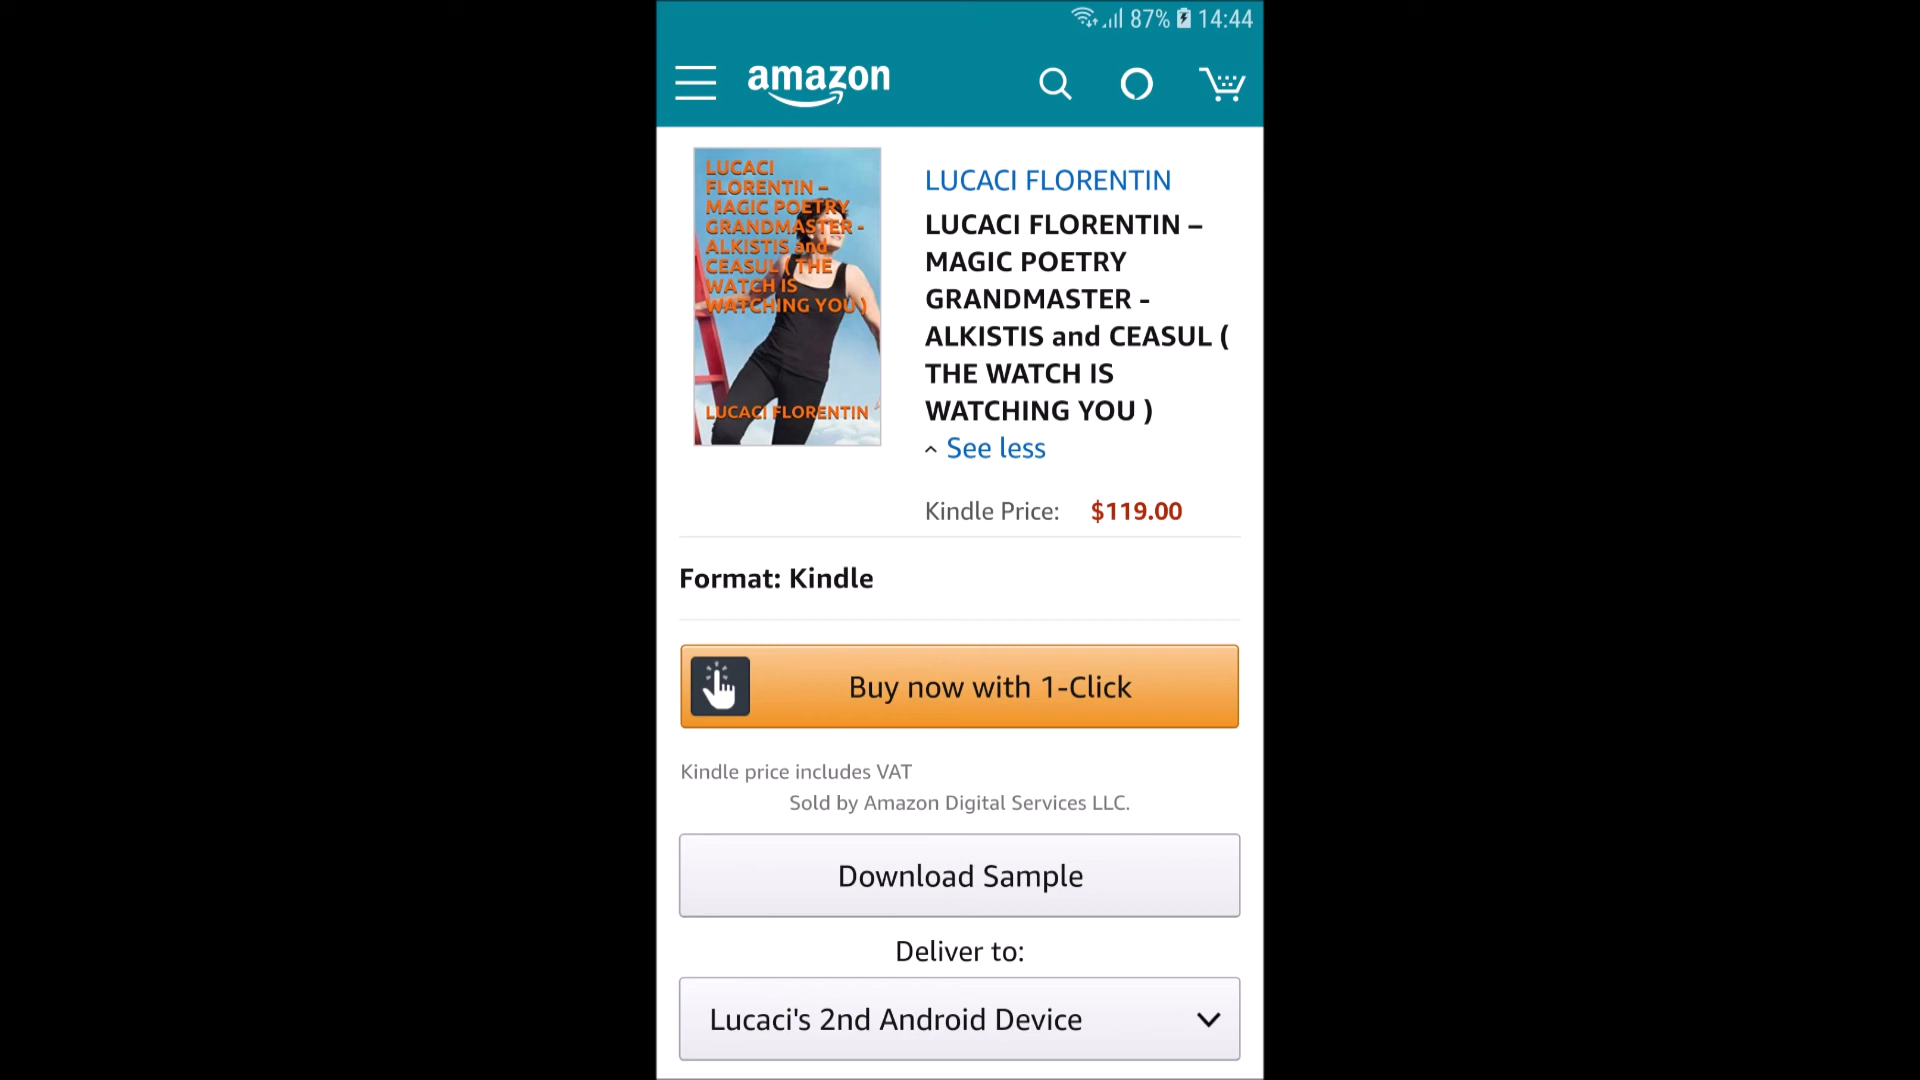 87% 14:44
amazon
LUCACI
FLORENTIN –
MAGIC POETRY
GRANDMASTER -
ALKISTIS and
CEASUL ( THE
WATCH IS
WATCHING YOU )
LUCACI FLORENTIN
LUCACI FLORENTIN
LUCACI FLORENTIN –
MAGIC POETRY
GRANDMASTER -
ALKISTIS and CEASUL (
THE WATCH IS
WATCHING YOU )
See less
Kindle Price: $119.00
Format: Kindle
Buy now with 1-Click
Kindle price includes VAT
Sold by Amazon Digital Services LLC.
Download Sample
Deliver to:
Lucaci's 2nd Android Device